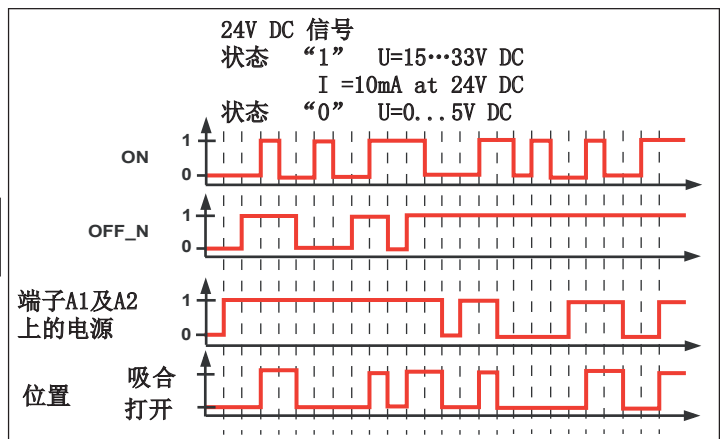 24V DC 信号
状态 “1” U=15…33V DC
I =10mA at 24V DC
状态 “0” U=0...5V DC
ON
1
0
OFF_N
1
0
端子A1及A2
上的电源
1
0
位置
吸合
打开